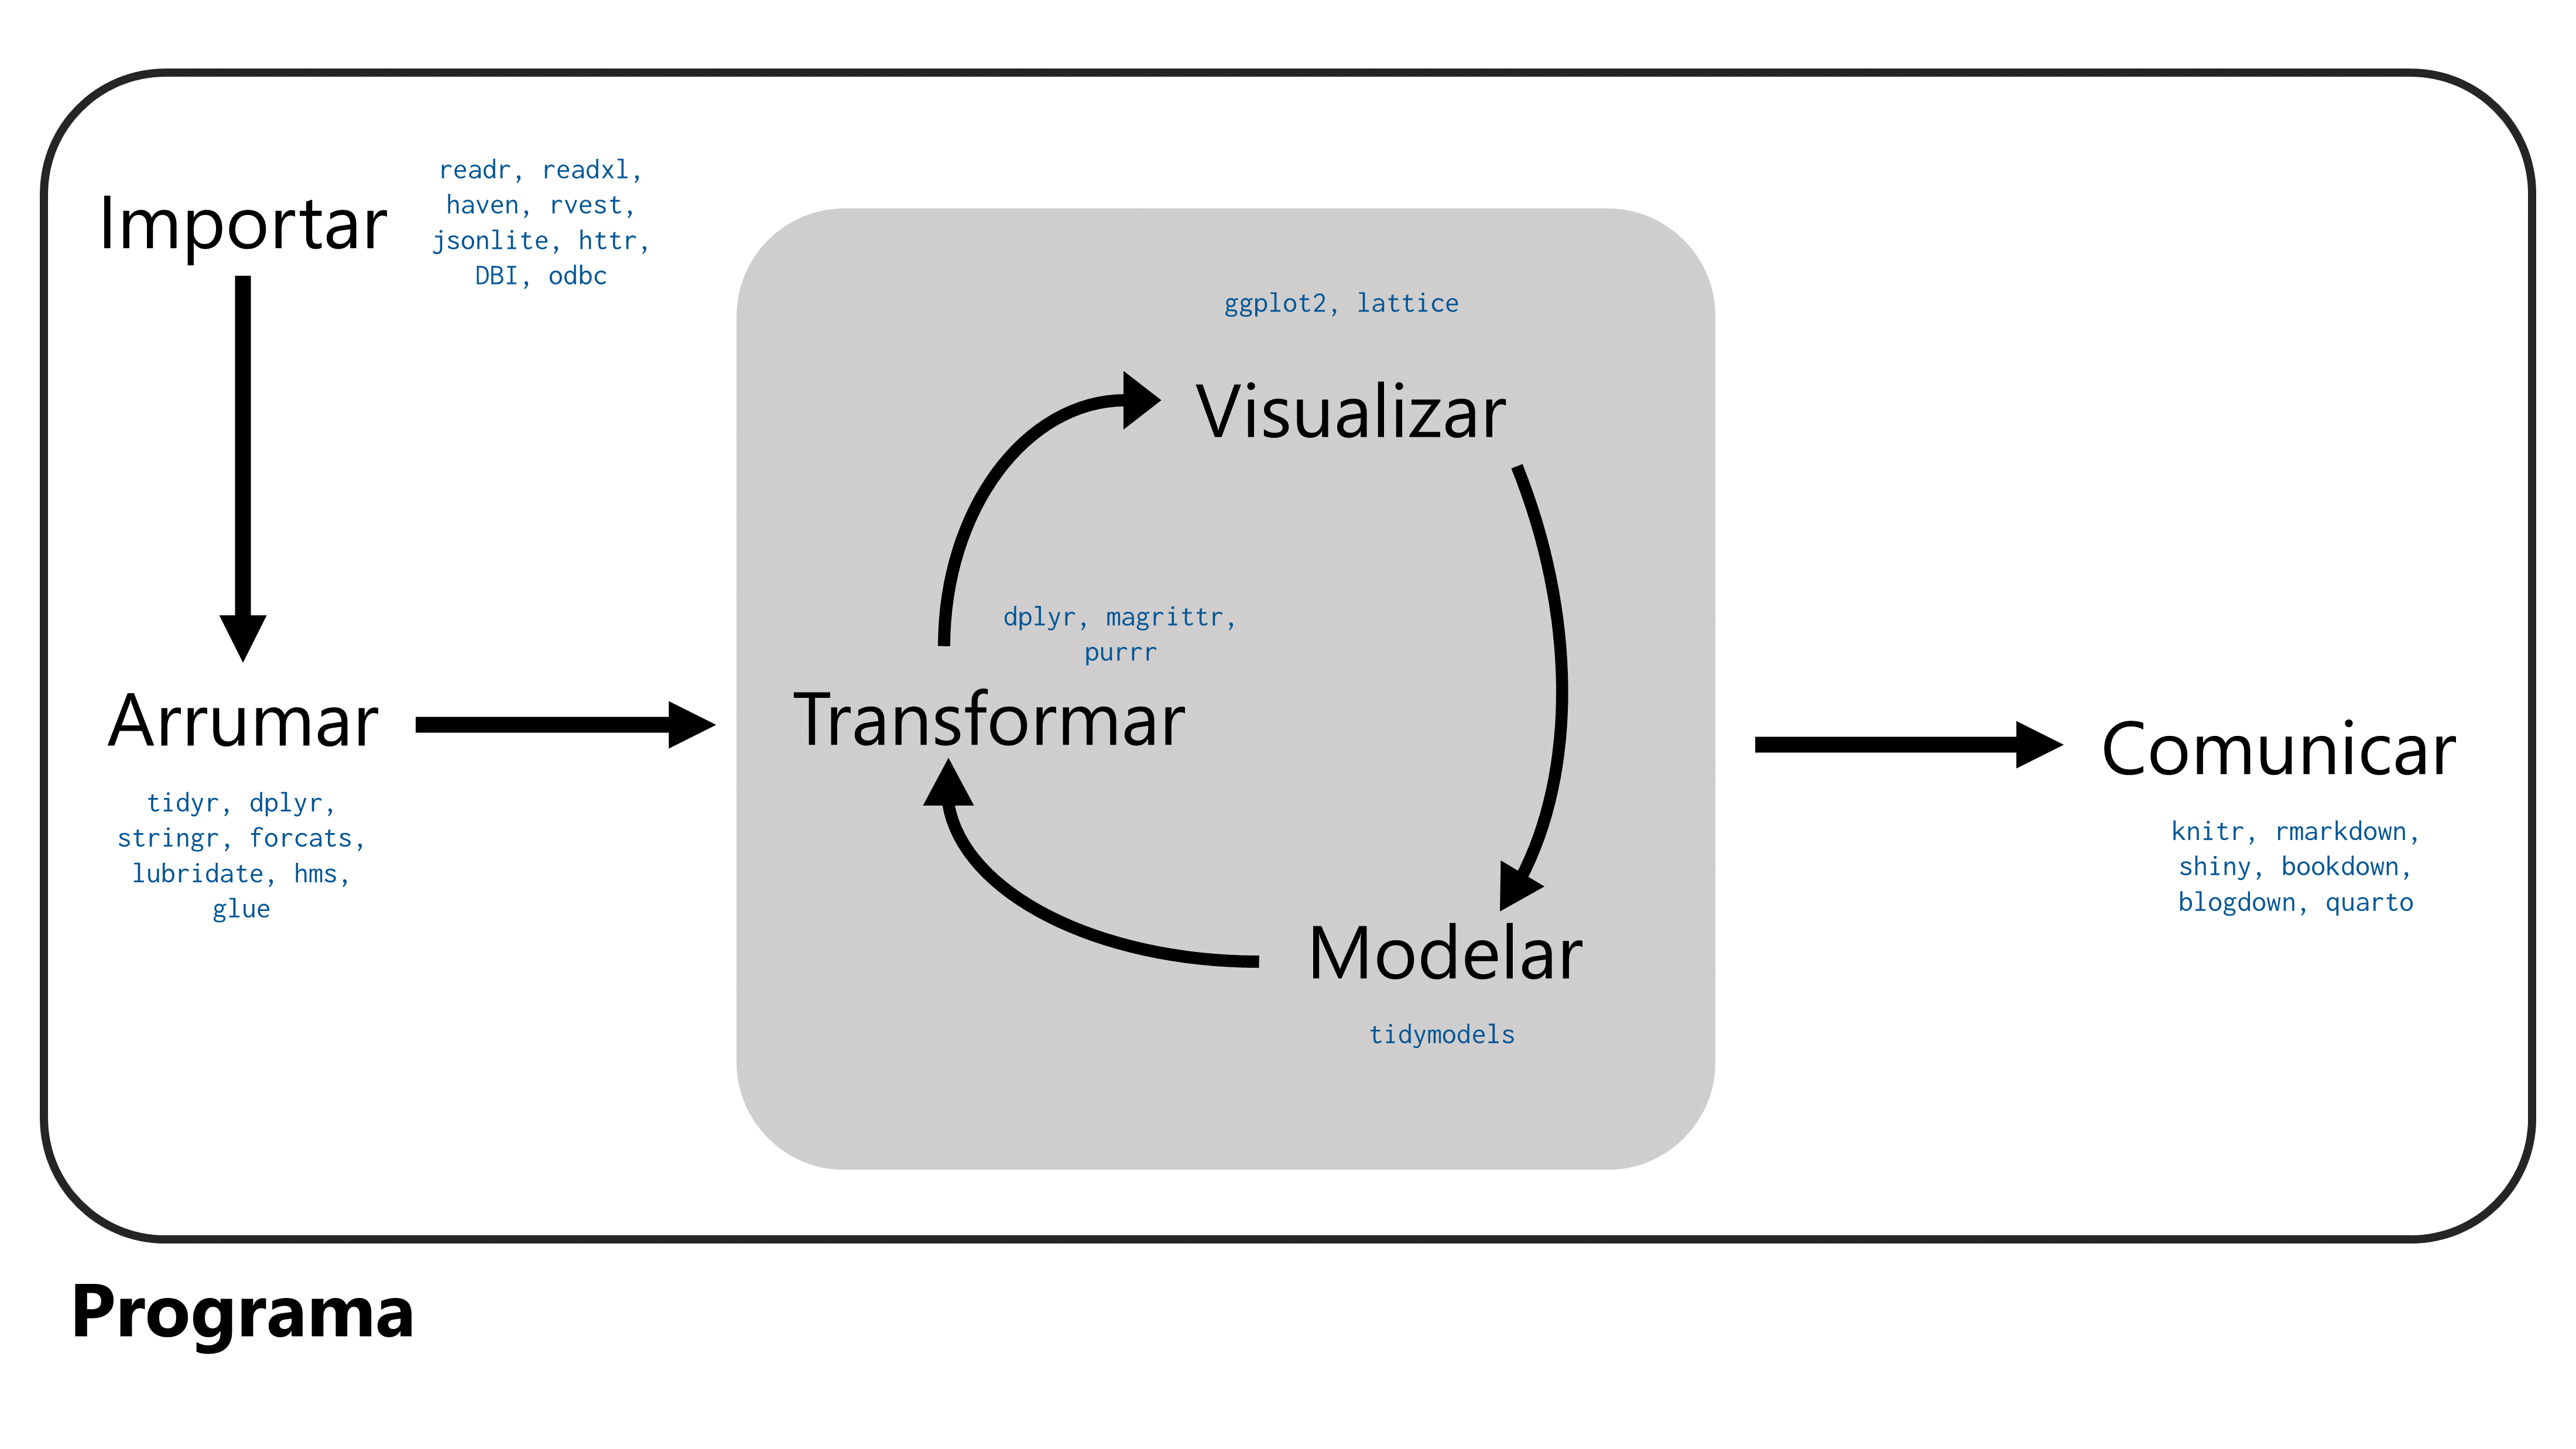 Importar
readr, readxl,
haven, rvest,
jsonlite, httr,
DBI, odbc
Arrumar
tidyr, dplyr,
stringr, forcats,
lubridate, hms,
glue
ggplot2, lattice
Visualizar
dplyr, magrittr,
purrr
Transformar
Modelar
tidymodels
Comunicar
knitr, rmarkdown,
shiny, bookdown,
blogdown, quarto
Programa